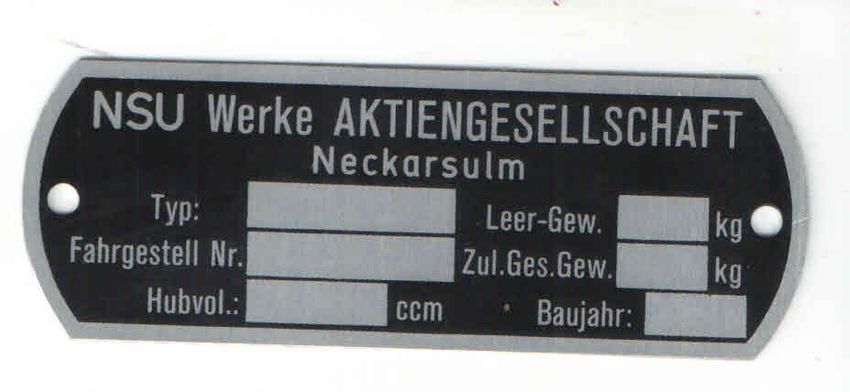 NSU Werke AKTIENGESELLSCHAFT
Neckarsulm
Typ: Leer-Gew. kg
Fahrgestell Nr. Zul.Ges.Gew. kg
Hubvol.: ccm Baujahr: